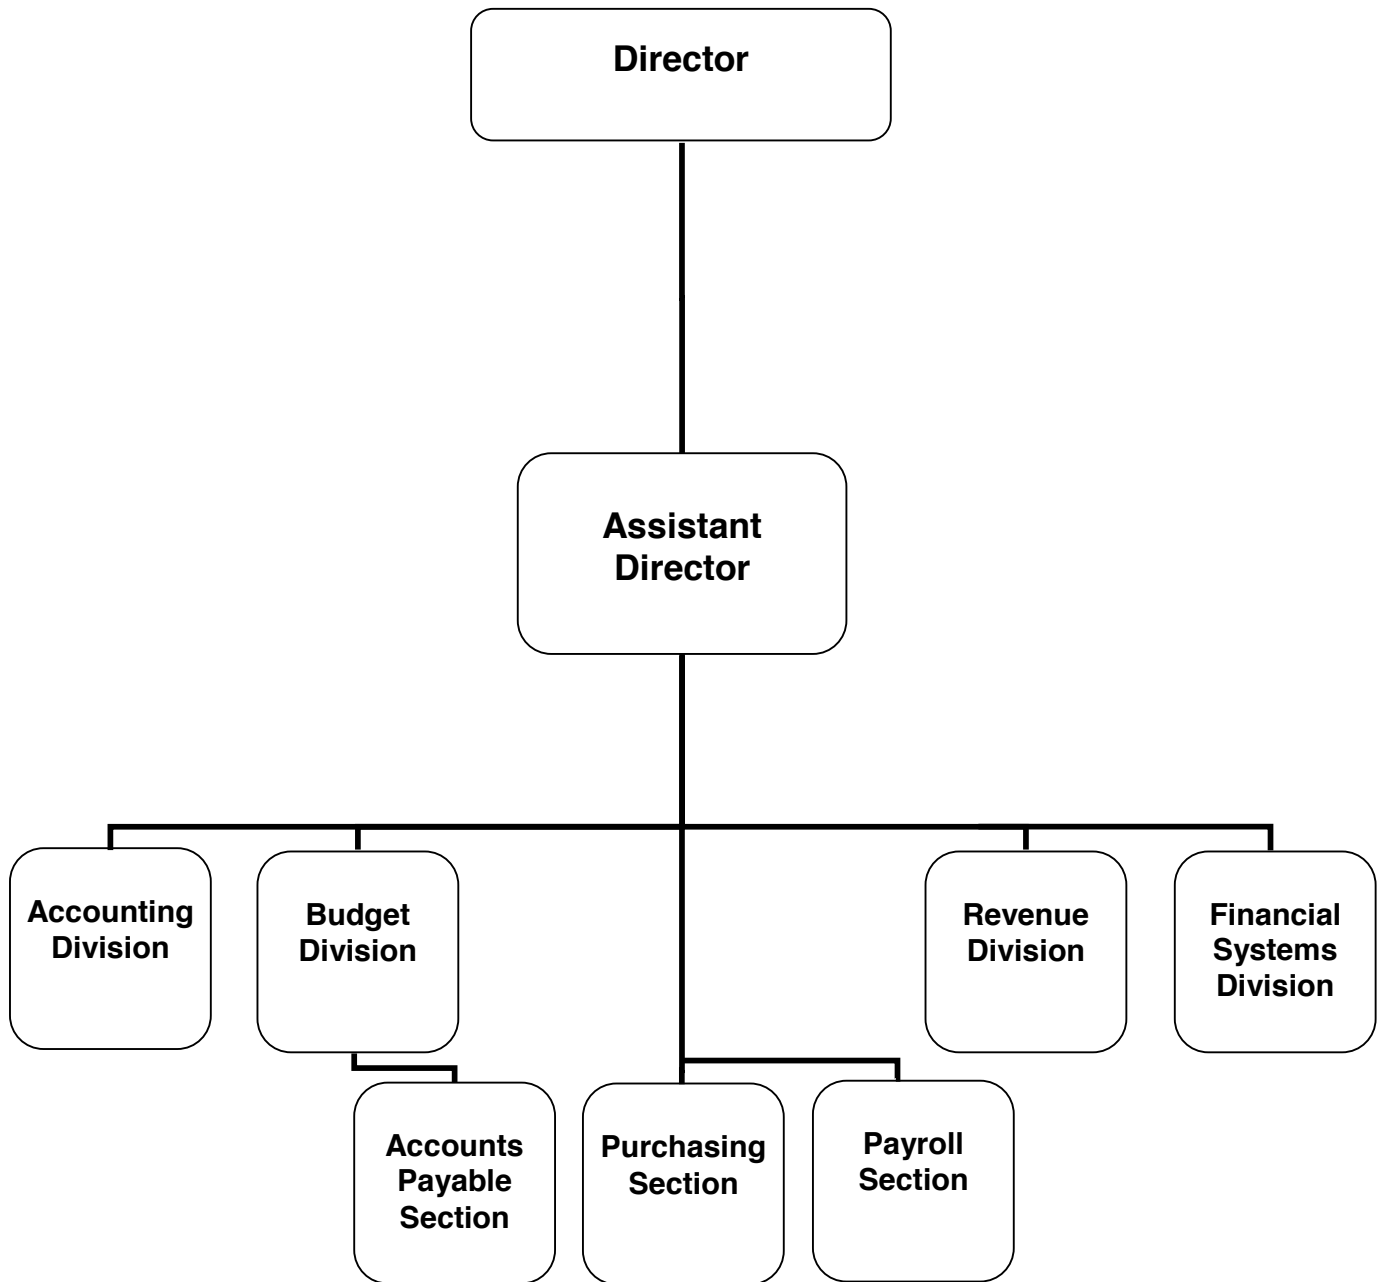 Director
Assistant
Director
Accounting
Division
Budget
Division
Revenue
Division
Financial
Systems
Division
Accounts
Payable
Section
Purchasing
Section
Payroll
Section